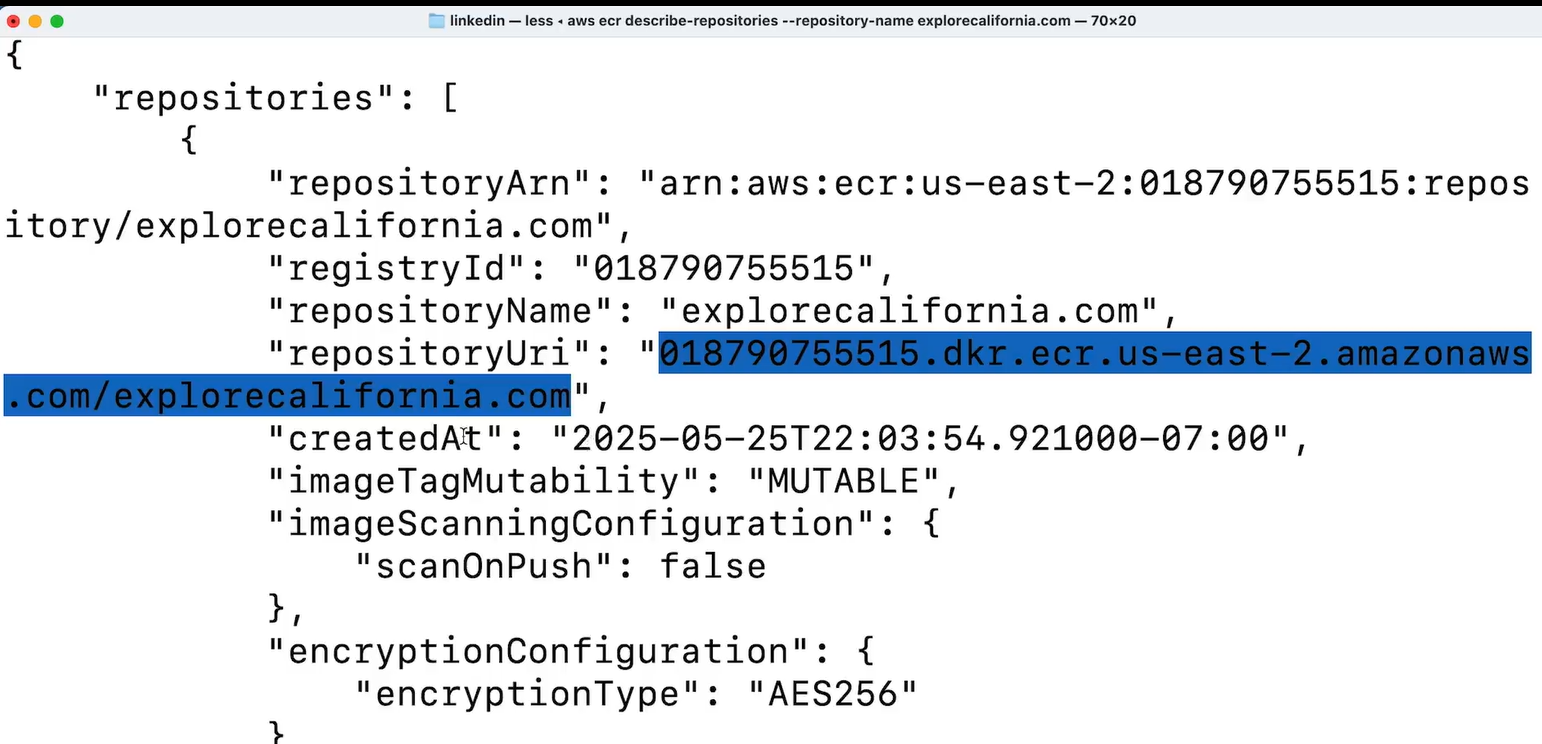 linkedin — less ◂ aws ecr describe-repositories --repository-name explorecalifornia.com — 70×20
{
    "repositories": [
        {
            "repositoryArn": "arn:aws:ecr:us-east-2:018790755515:repos
itory/explorecalifornia.com",
            "registryId": "018790755515",
            "repositoryName": "explorecalifornia.com",
            "repositoryUri": "018790755515.dkr.ecr.us-east-2.amazonaws
.com/explorecalifornia.com",
            "createdAt": "2025-05-25T22:03:54.921000-07:00",
            "imageTagMutability": "MUTABLE",
            "imageScanningConfiguration": {
                "scanOnPush": false
            },
            "encryptionConfiguration": {
                "encryptionType": "AES256"
            }